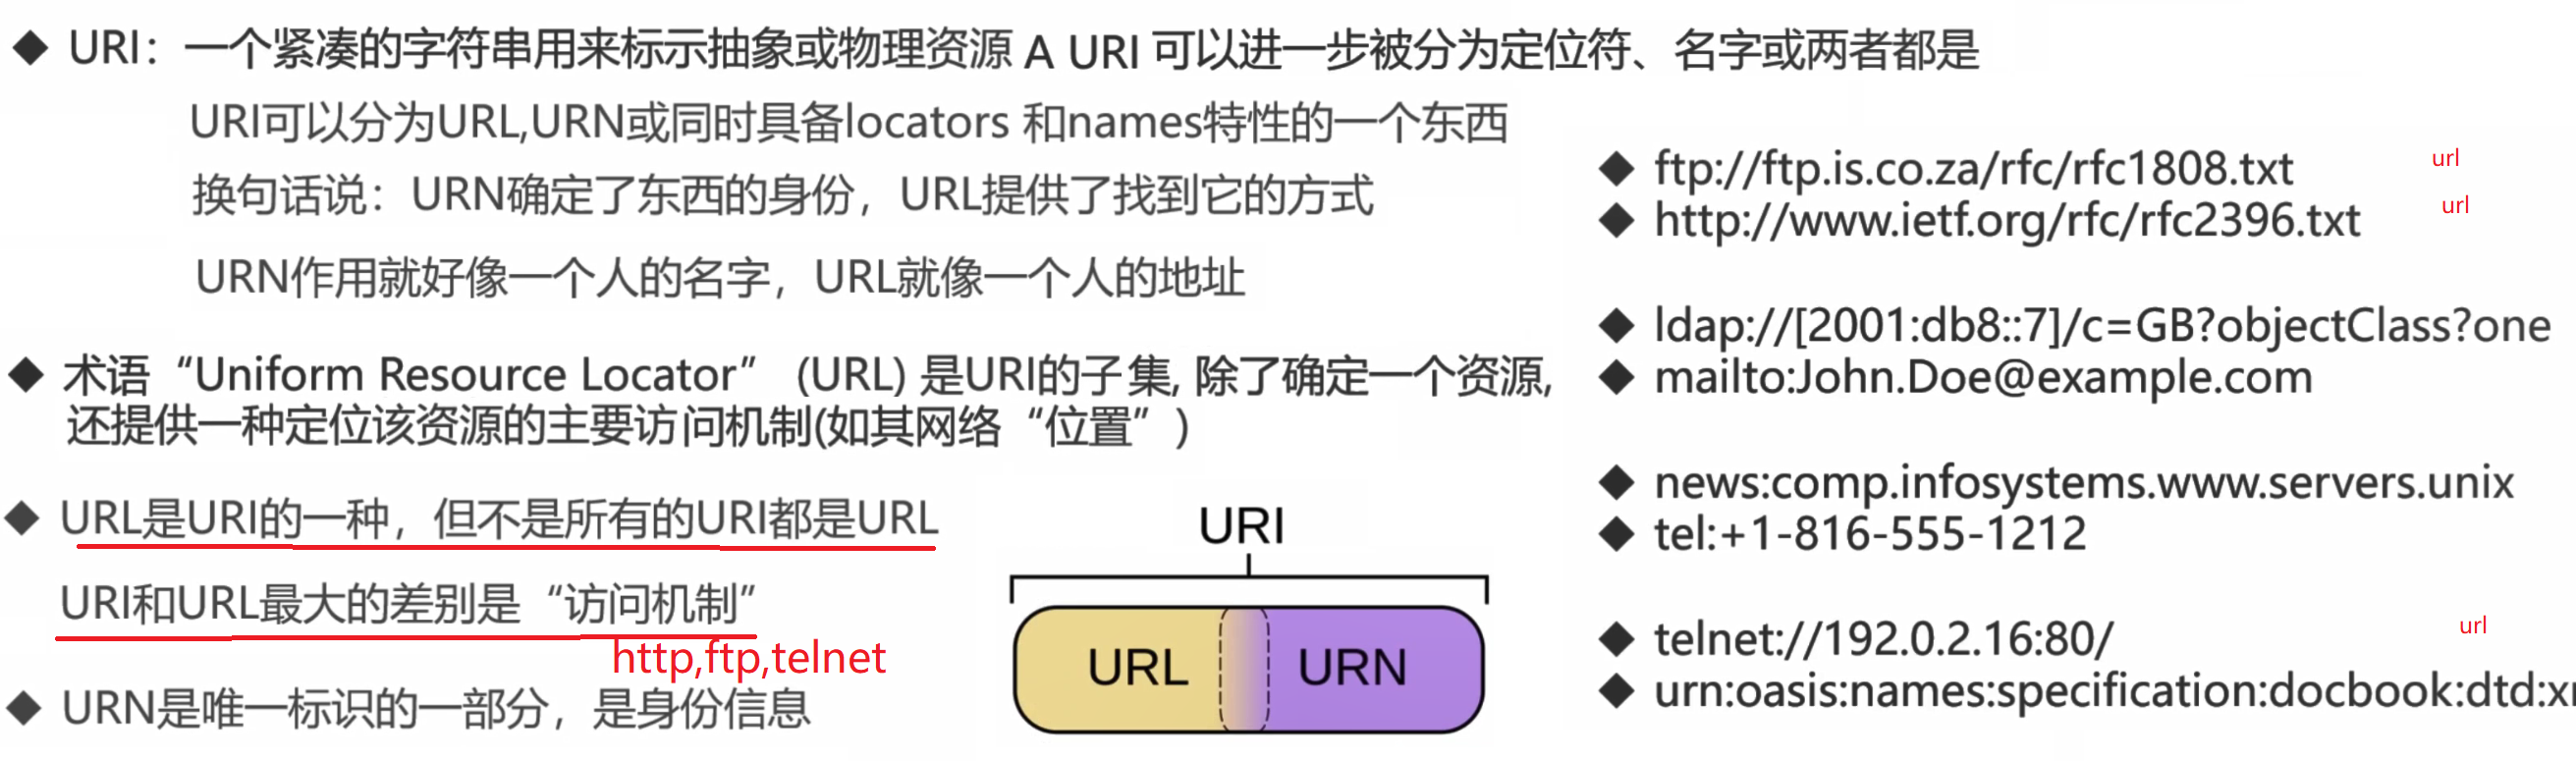 ◆ URI：一个紧凑的字符串用来标示抽象或物理资源 A URI 可以进一步被分为定位符、名字或两者都是
URI可以分为URL,URN或同时具备locators 和names特性的一个东西
换句话说：URN确定了东西的身份，URL提供了找到它的方式
URN作用就好像一个人的名字，URL就像一个人的地址
◆ 术语“Uniform Resource Locator” (URL) 是URI的子集, 除了确定一个资源,
还提供一种定位该资源的主要访问机制(如其网络“位置”)
◆ URL是URI的一种，但不是所有的URI都是URL
URI和URL最大的差别是“访问机制”
http,ftp,telnet
◆ URN是唯一标识的一部分，是身份信息
URI
URL URN
◆ ftp://ftp.is.co.za/rfc/rfc1808.txt url
◆ http://www.ietf.org/rfc/rfc2396.txt url
◆ ldap://[2001:db8::7]/c=GB?objectClass?one
◆ mailto:John.Doe@example.com
◆ news:comp.infosystems.www.servers.unix
◆ tel:+1-816-555-1212
◆ telnet://192.0.2.16:80/ url
◆ urn:oasis:names:specification:docbook:dtd:x